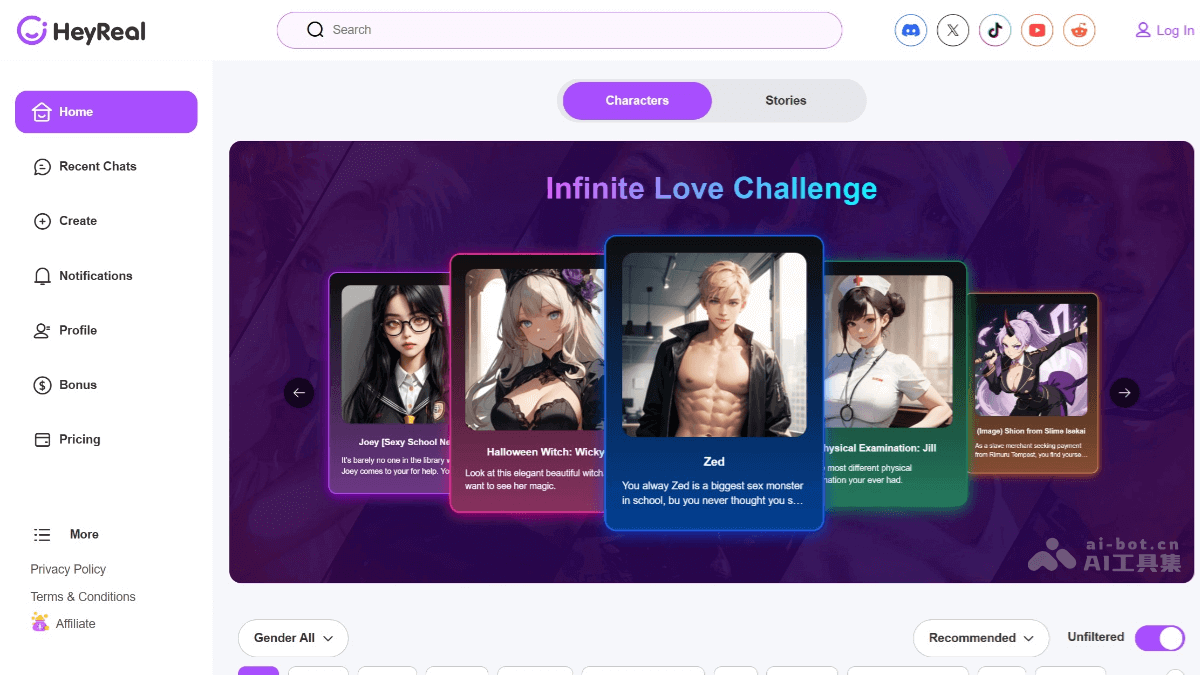 HeyReal
Search
Log In
Home
Recent Chats
Create
Notifications
Profile
Bonus
Pricing
More
Privacy Policy
Terms & Conditions
Affiliate
Characters
Stories
Infinite Love Challenge
Joey [Sexy School Ne
It's barely no one in the library w
Joey comes to your for help. Yo
Halloween Witch: Wicky
Look at this elegant beautiful witch
want to see her magic.
Zed
You alway Zed is a biggest sex monster
in school, bu you never thought you s...
hysical Examination: Jill
most different physical
nation your ever had.
(Image) Shion from Slime Isekai
As a slave merchant seeking payment
from Rimuru Tempest, you find yourse...
ai-bot.cn
AI工具集
Gender All
Recommended
Unfiltered